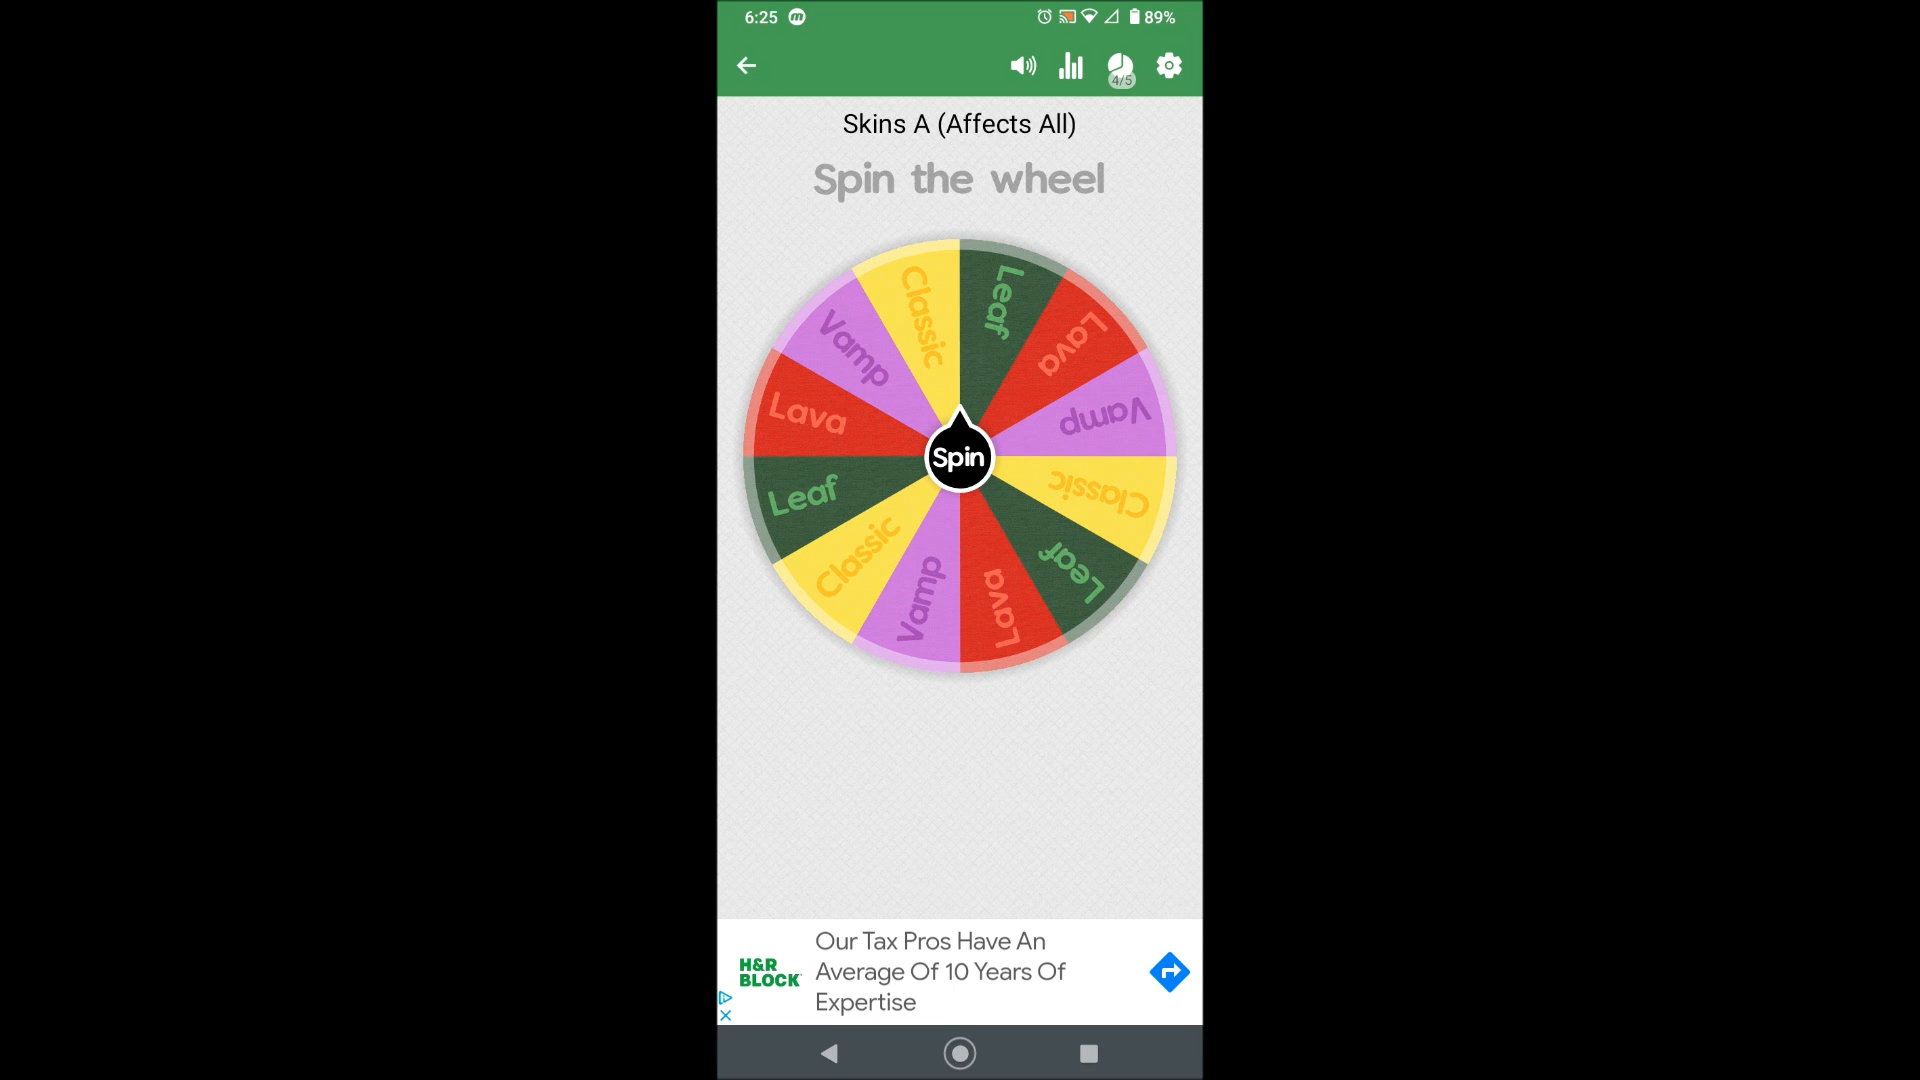 6:25
89%
4/5
Skins A (Affects All)
Spin the wheel
Classic
Leaf
Lava
Vamp
Classic
Leaf
Lava
Vamp
Classic
Leaf
Lava
Vamp
Spin
H&R
BLOCK
Our Tax Pros Have An
Average Of 10 Years Of
Expertise